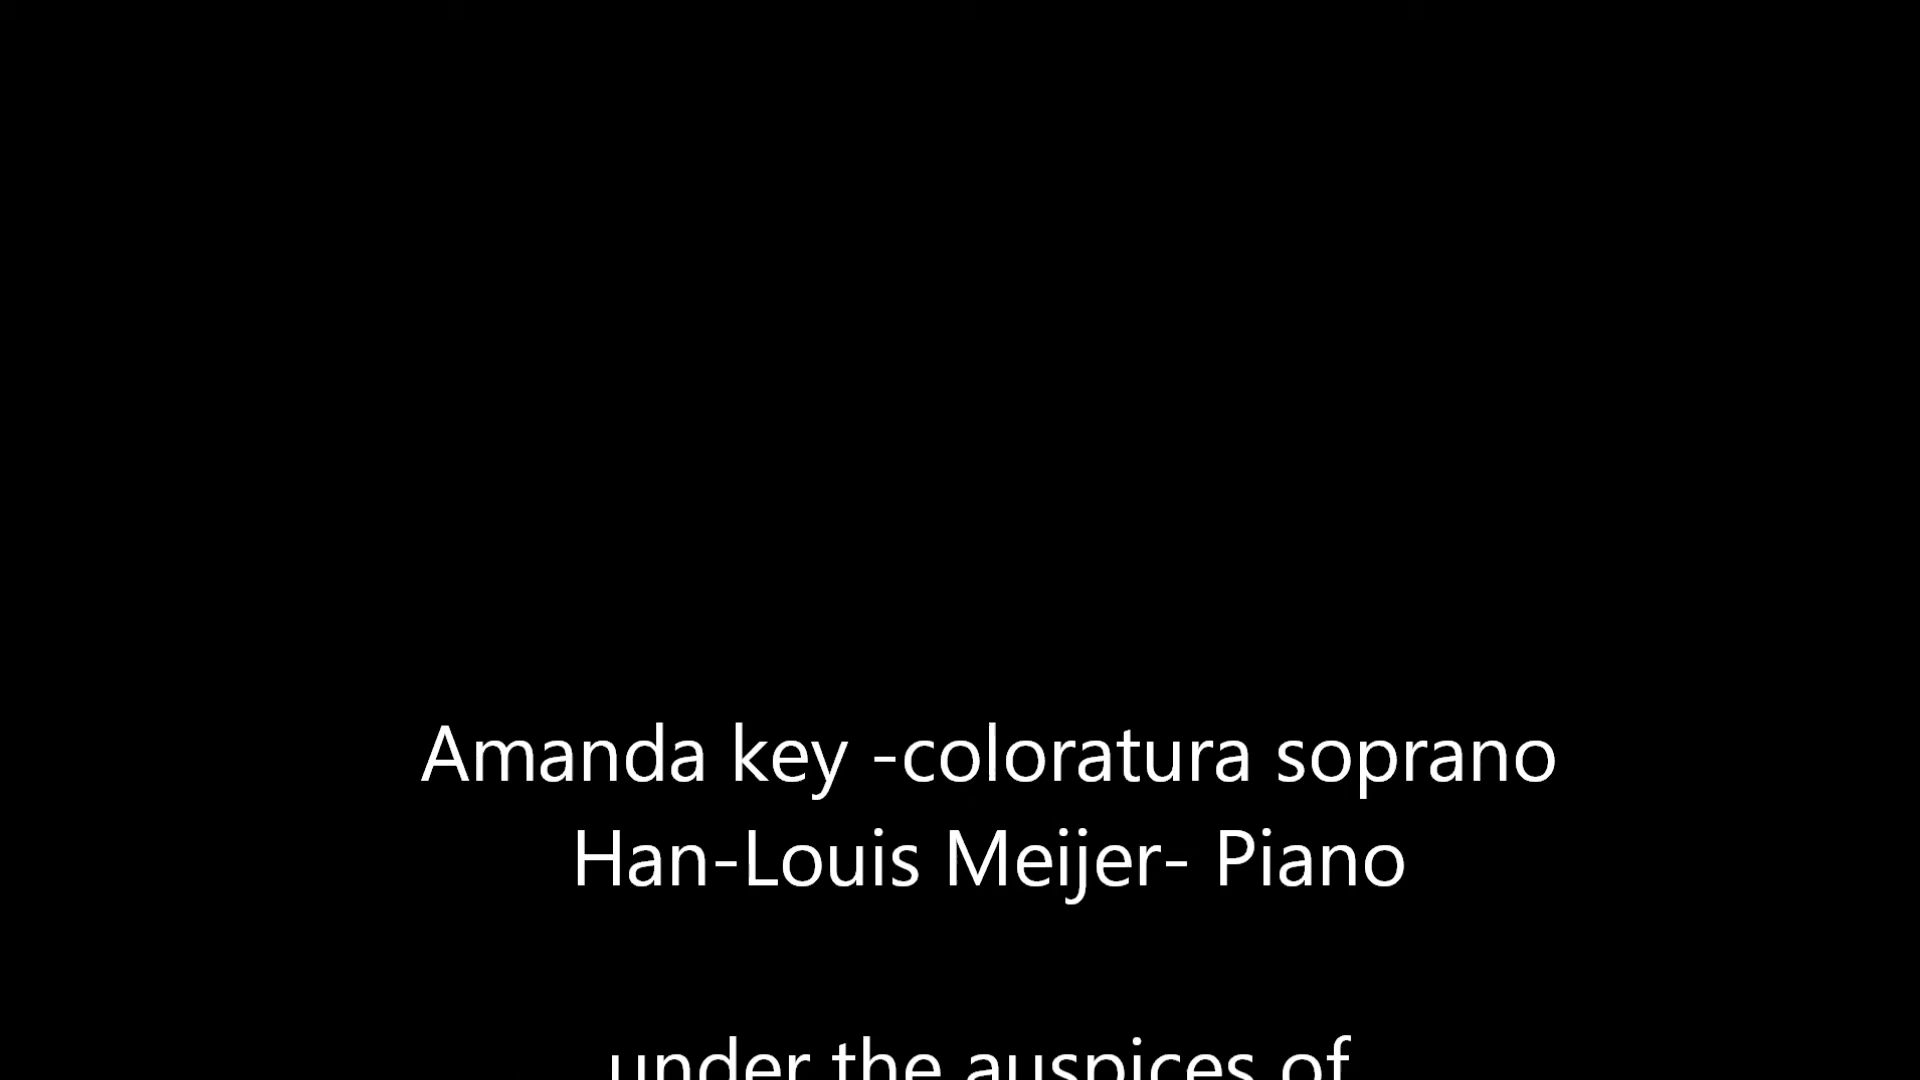 Amanda key -coloratura soprano
Han-Louis Meijer- Piano
under the auspices of